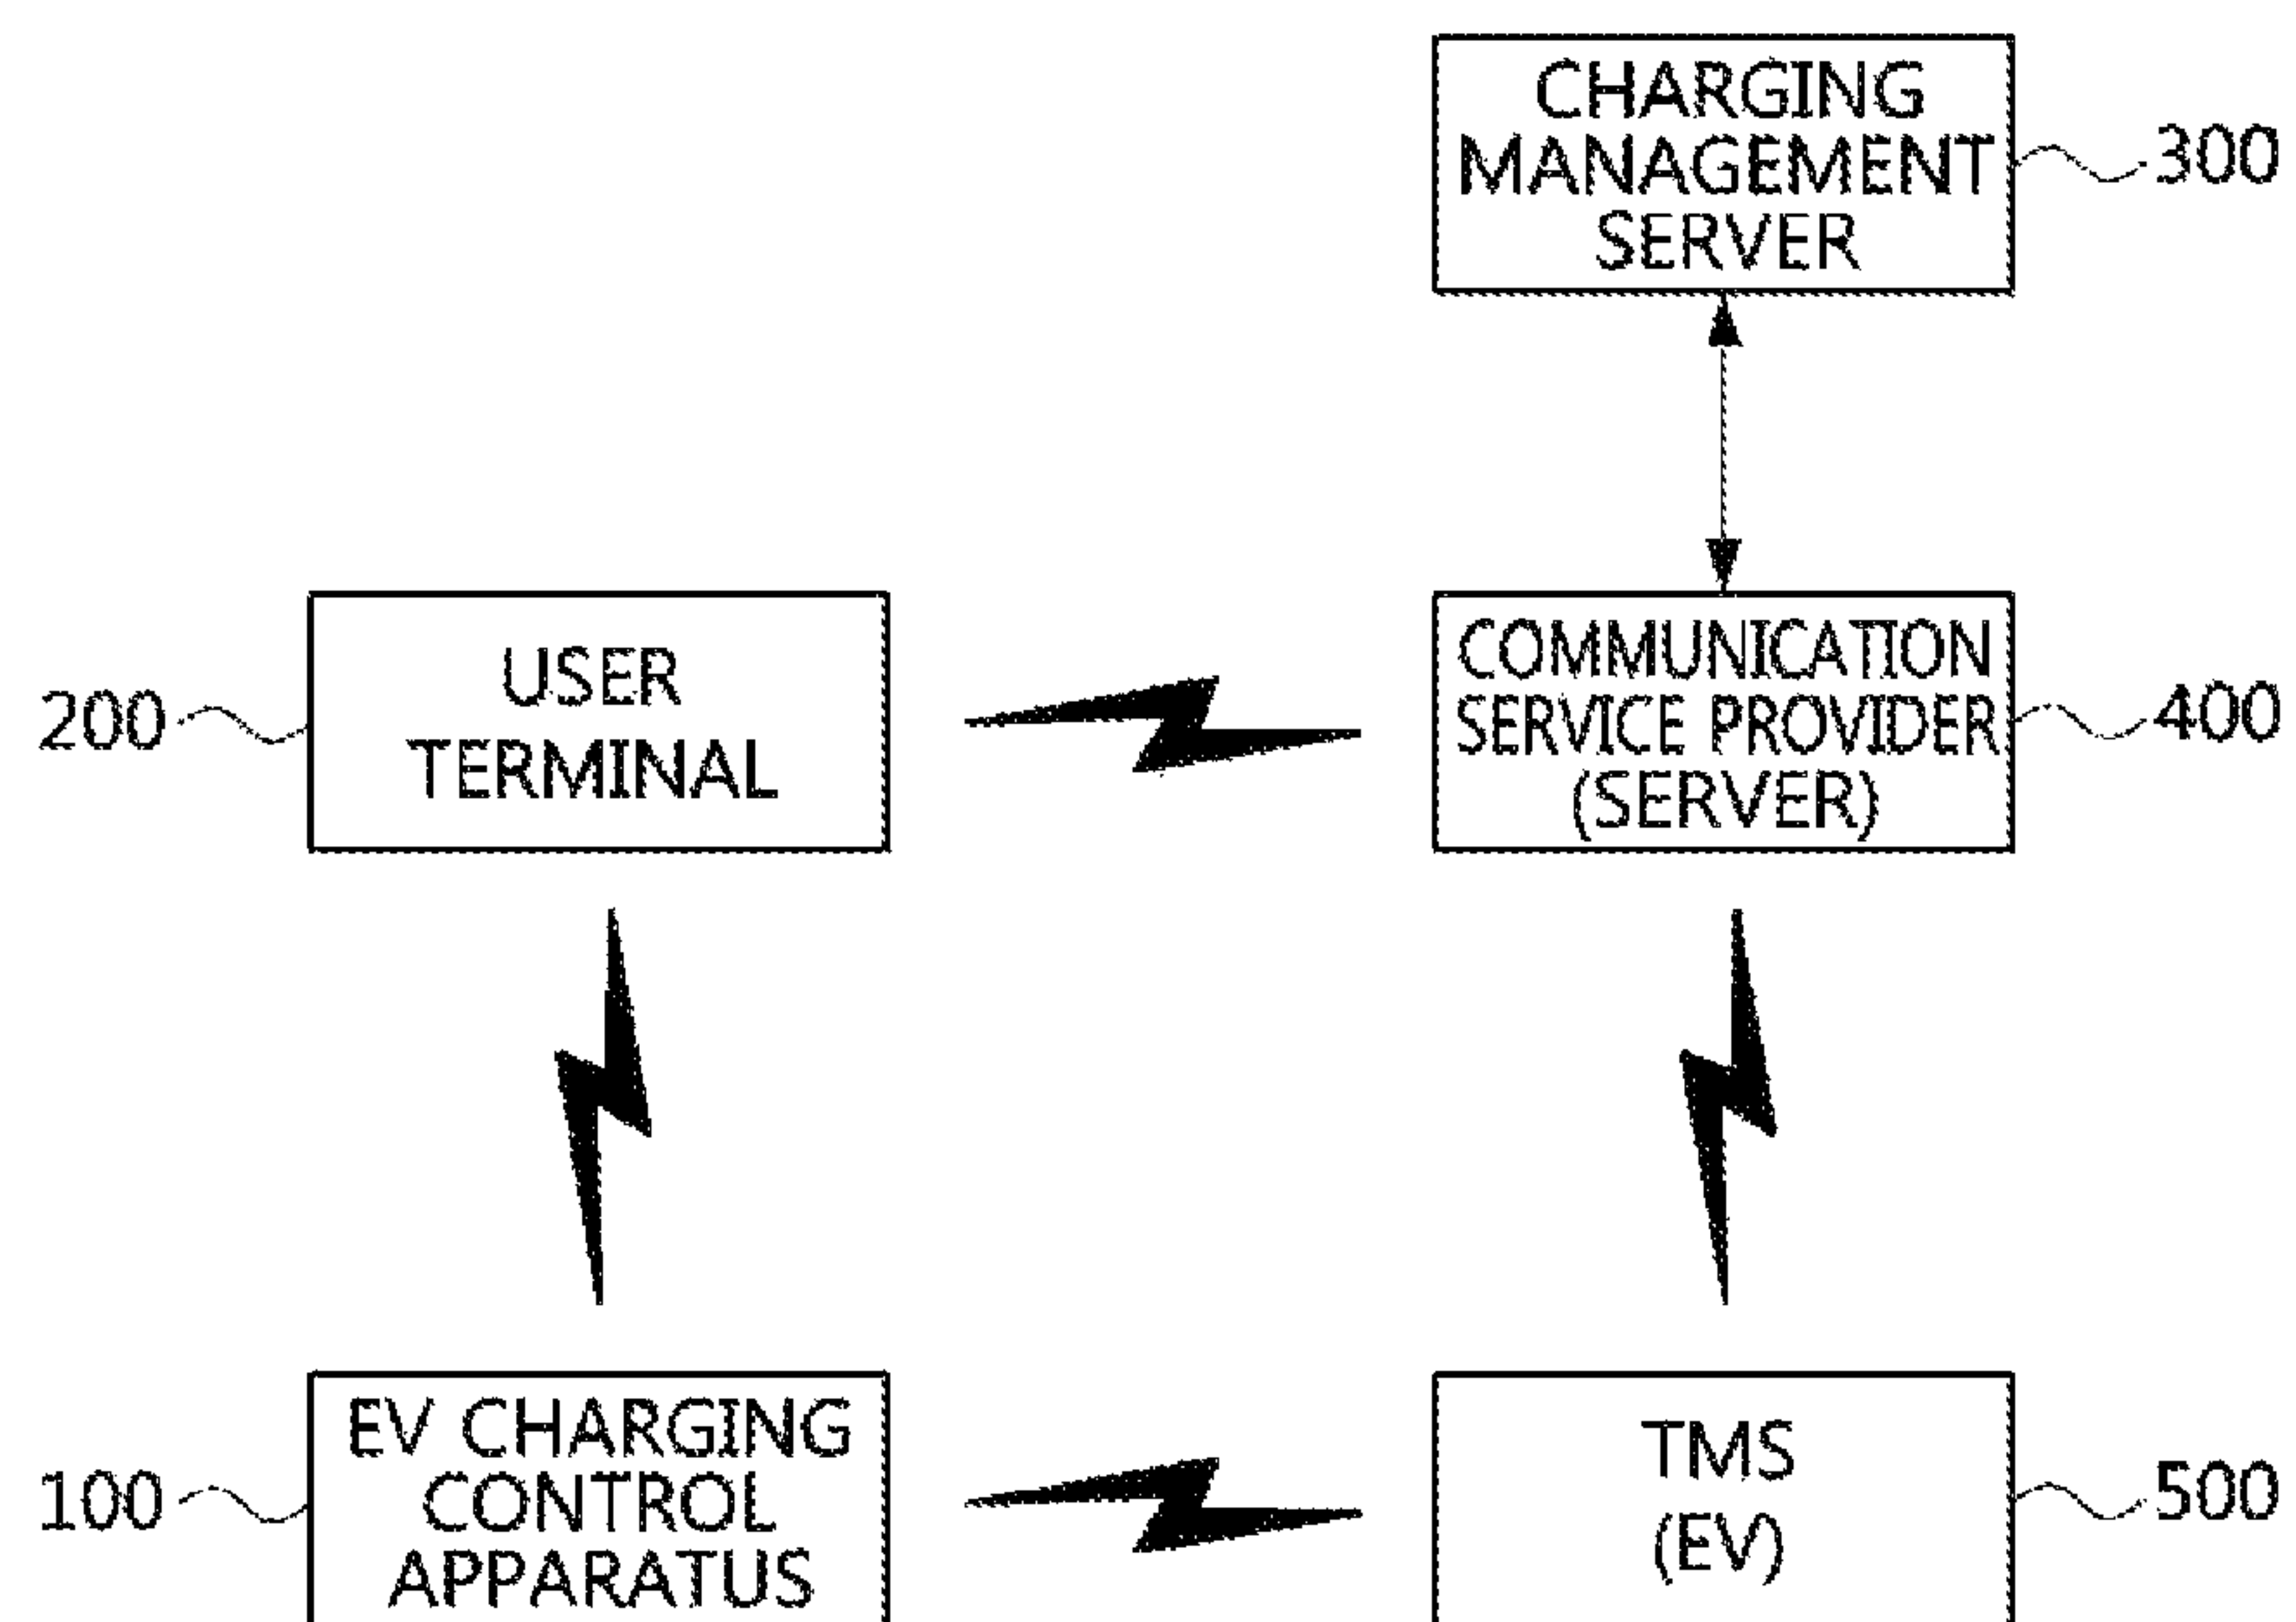 CHARGING
MANAGEMENT
SERVER
300
USER
TERMINAL
200
COMMUNICATION
SERVICE PROVIDER
(SERVER)
400
EV CHARGING
CONTROL
APPARATUS
100
TMS
(EV)
500